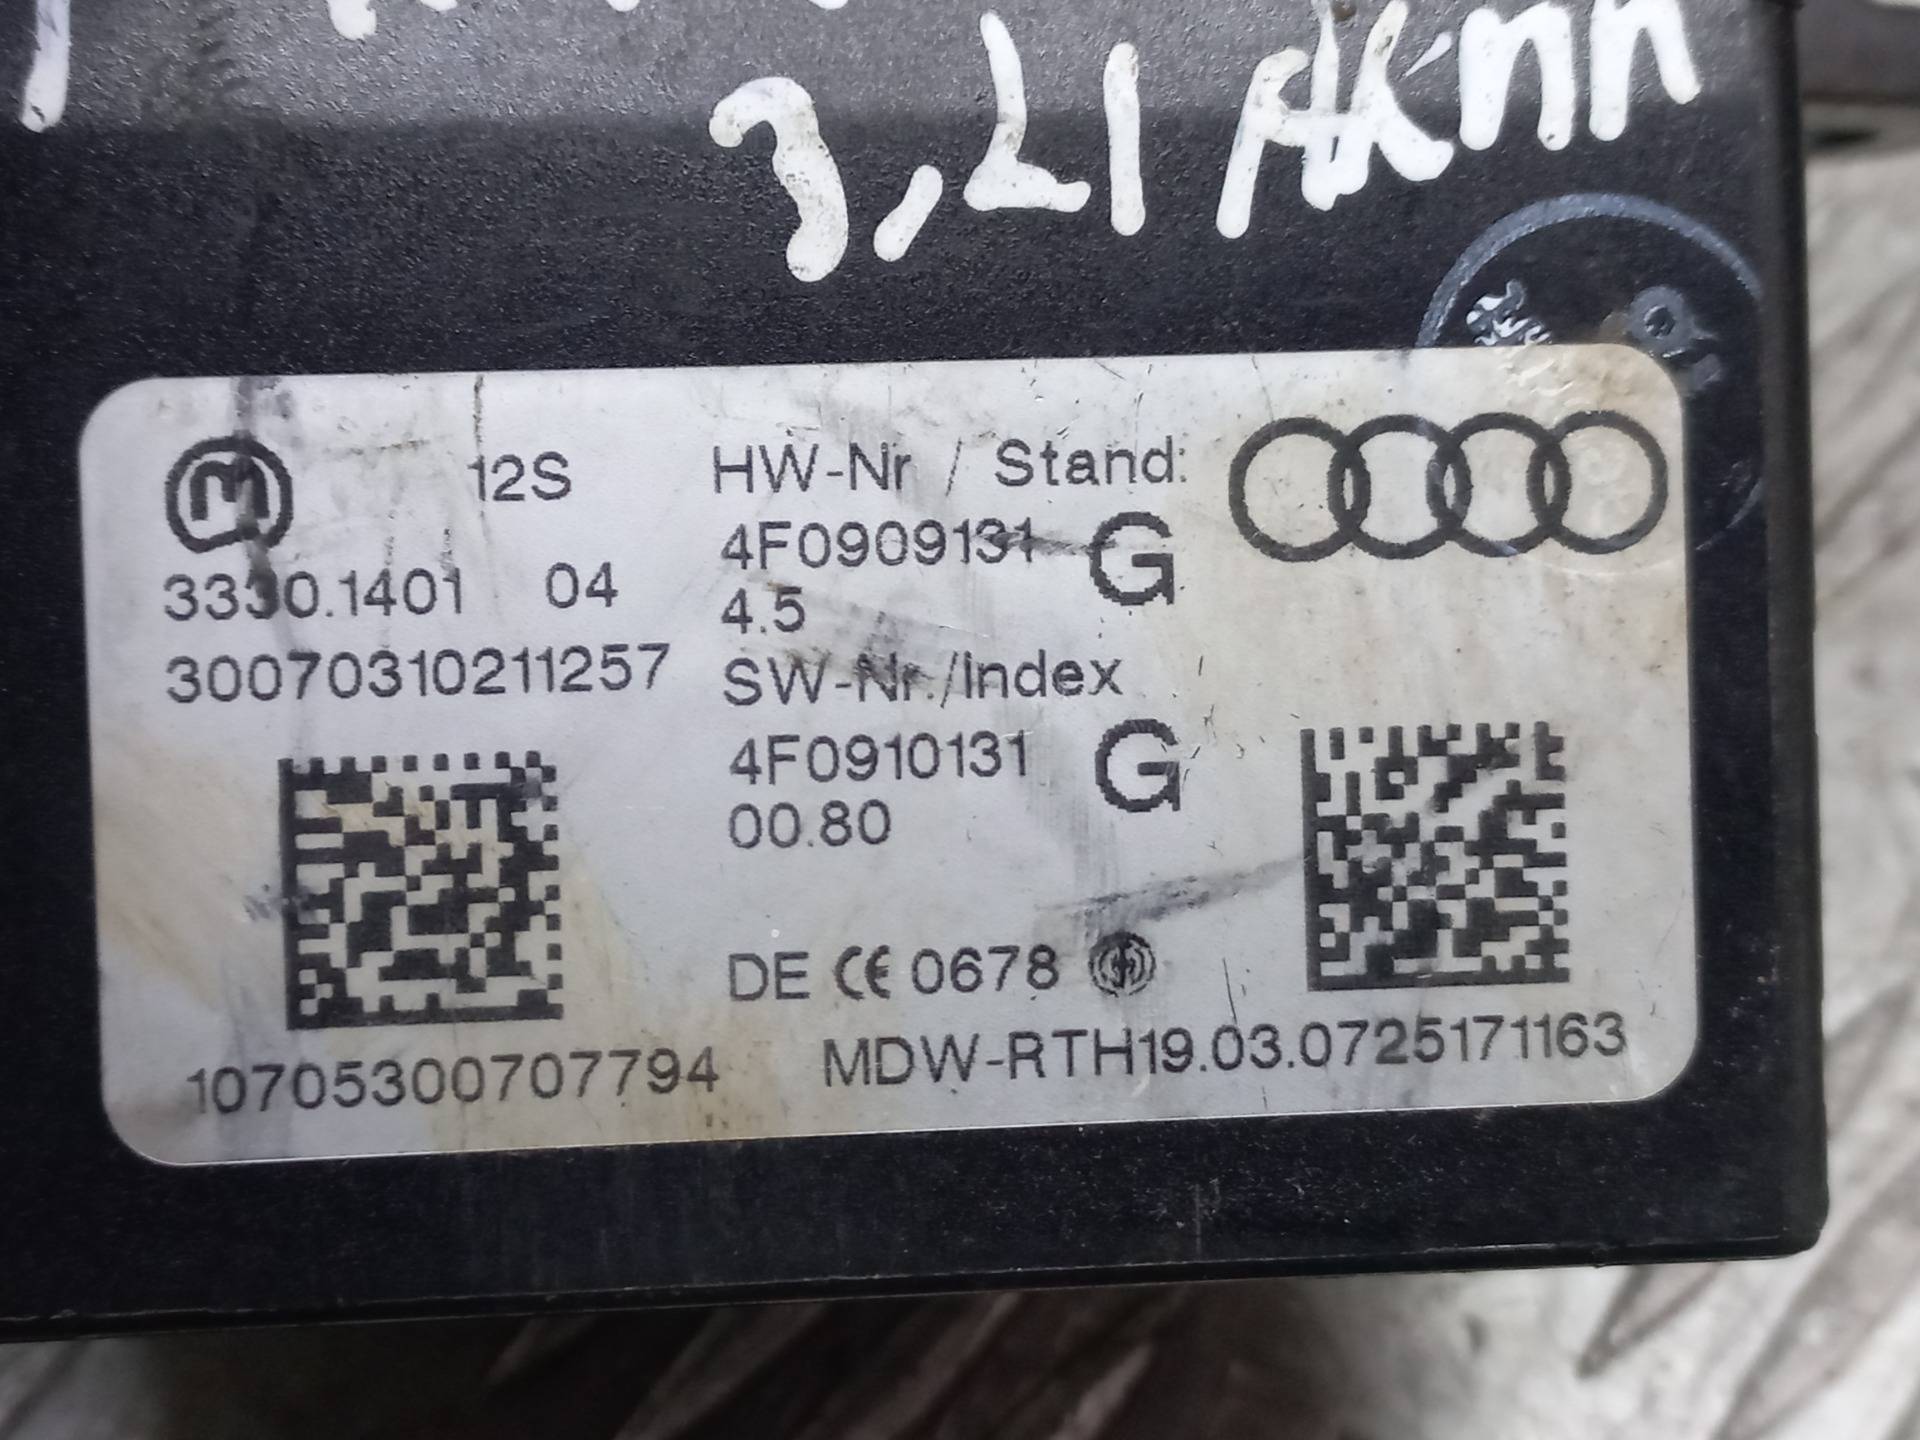 3,21 AKNN
12S
3330.1401 04
30070310211257
10705300707794
HW-Nr / Stand:
4F0909131 G
4.5
SW-Nr./Index
4F0910131 G
00.80
DE CE 0678
MDW-RTH19.03.0725171163